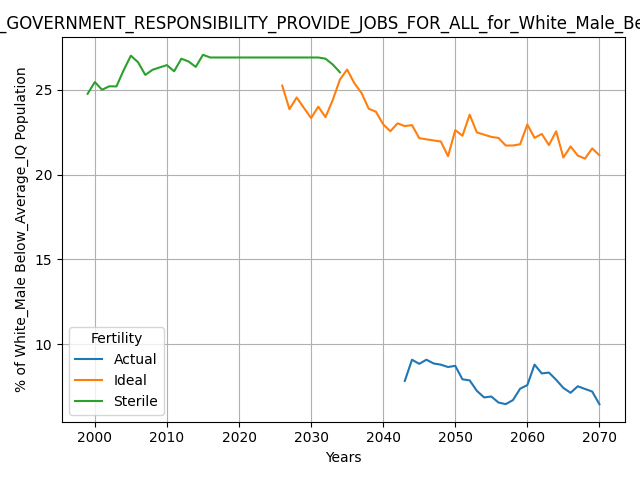 _GOVERNMENT_RESPONSIBILITY_PROVIDE_JOBS_FOR_ALL_for_White_Male_Be
% of White_Male Below_Average_IQ Population
25
20
15
10
Fertility
Actual
Ideal
Sterile
2000 2010 2020 2030 2040 2050 2060 2070
Years